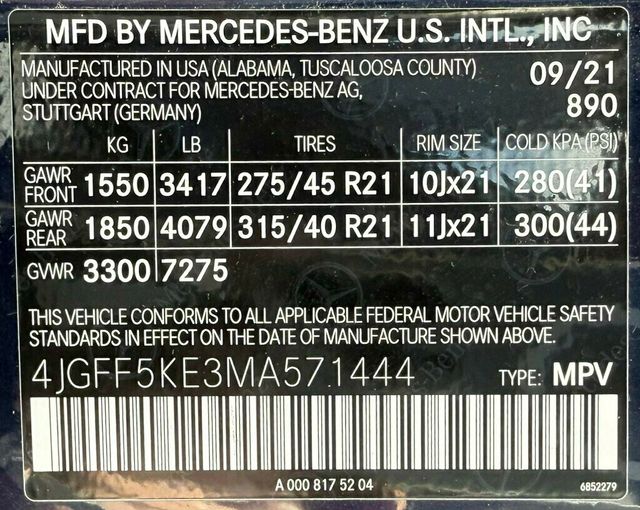 MFD BY MERCEDES-BENZ U.S. INTL., INC
MANUFACTURED IN USA (ALABAMA, TUSCALOOSA COUNTY) 09/21
UNDER CONTRACT FOR MERCEDES-BENZ AG,
STUTTGART (GERMANY) 890
KG LB TIRES RIM SIZE COLD KPA (PSI)
GAWR FRONT 1550 3417 275/45 R21 10Jx21 280(41)
GAWR REAR 1850 4079 315/40 R21 11Jx21 300(44)
GVWR 3300 7275
THIS VEHICLE CONFORMS TO ALL APPLICABLE FEDERAL MOTOR VEHICLE SAFETY
STANDARDS IN EFFECT ON THE DATE OF MANUFACTURE SHOWN ABOVE.
4JGFF5KE3MA571444 TYPE: MPV
A 000 817 52 04 6852279